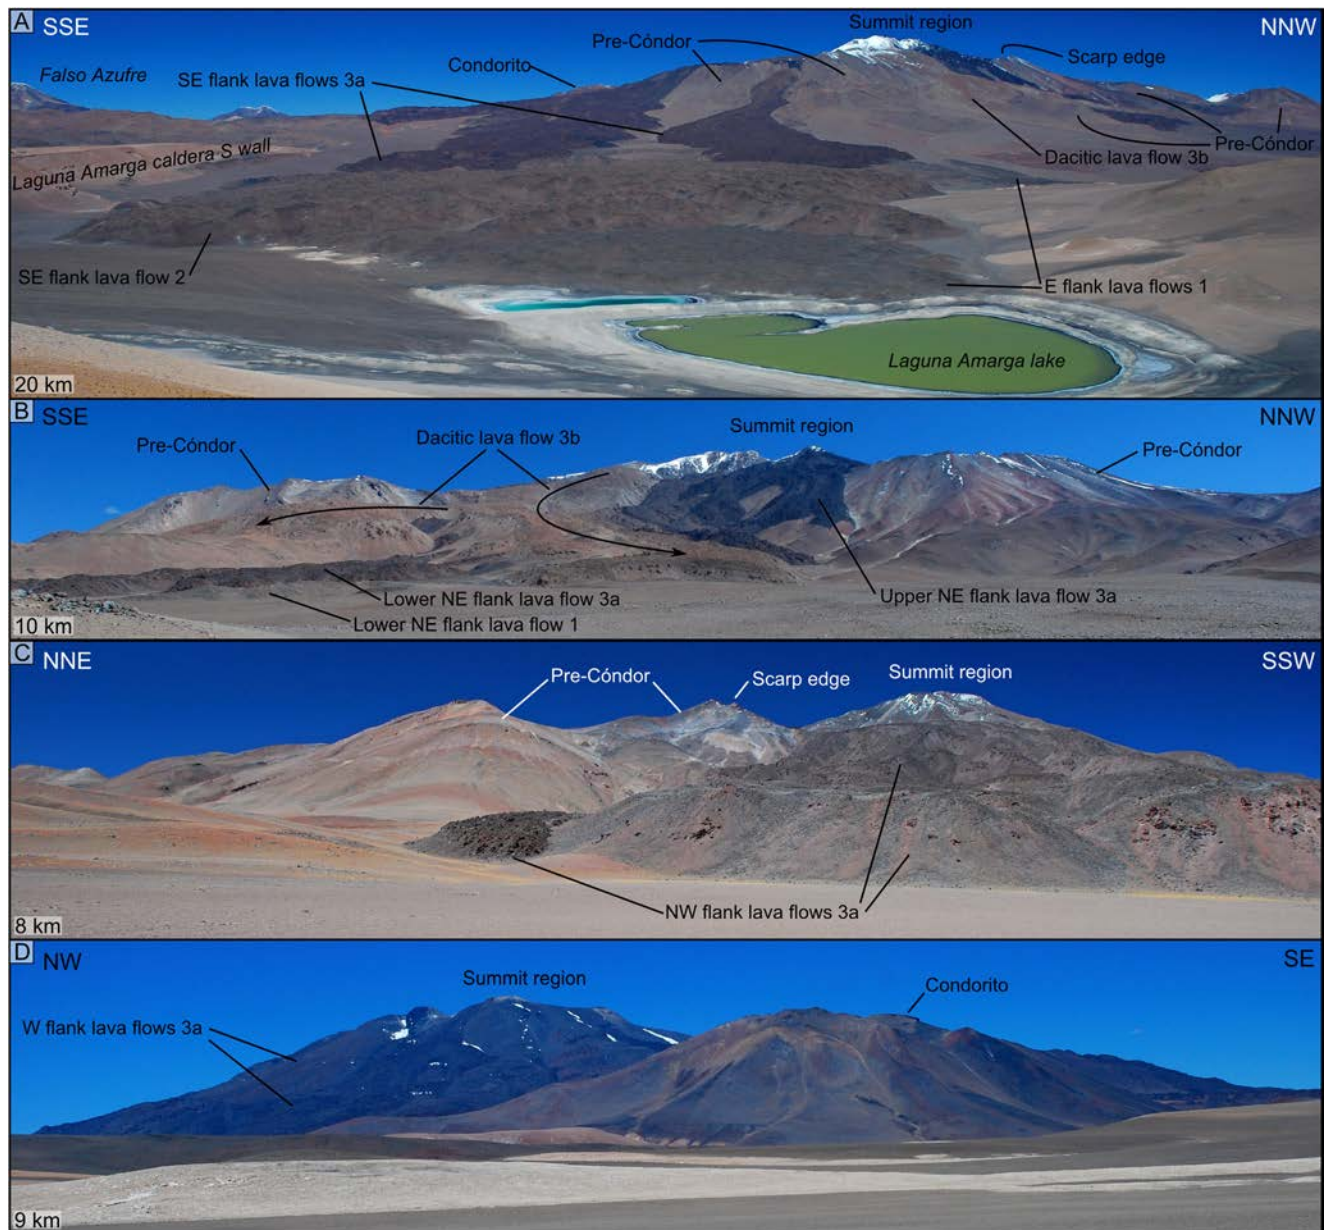 A
SSE
Summit region
NNW
Pre-Cóndor
Scarp edge
Falso Azufre
SE flank lava flows 3a
Condorito
Laguna Amarga caldera S wall
Pre-Cóndor
Dacitic lava flow 3b
SE flank lava flow 2
E flank lava flows 1
Laguna Amarga lake
20 km
B
SSE
Summit region
NNW
Pre-Cóndor
Dacitic lava flow 3b
Pre-Cóndor
Lower NE flank lava flow 3a
Upper NE flank lava flow 3a
Lower NE flank lava flow 1
10 km
C
NNE
SSW
Pre-Cóndor
Scarp edge
Summit region
NW flank lava flows 3a
8 km
D
NW
SE
Summit region
Condorito
W flank lava flows 3a
9 km